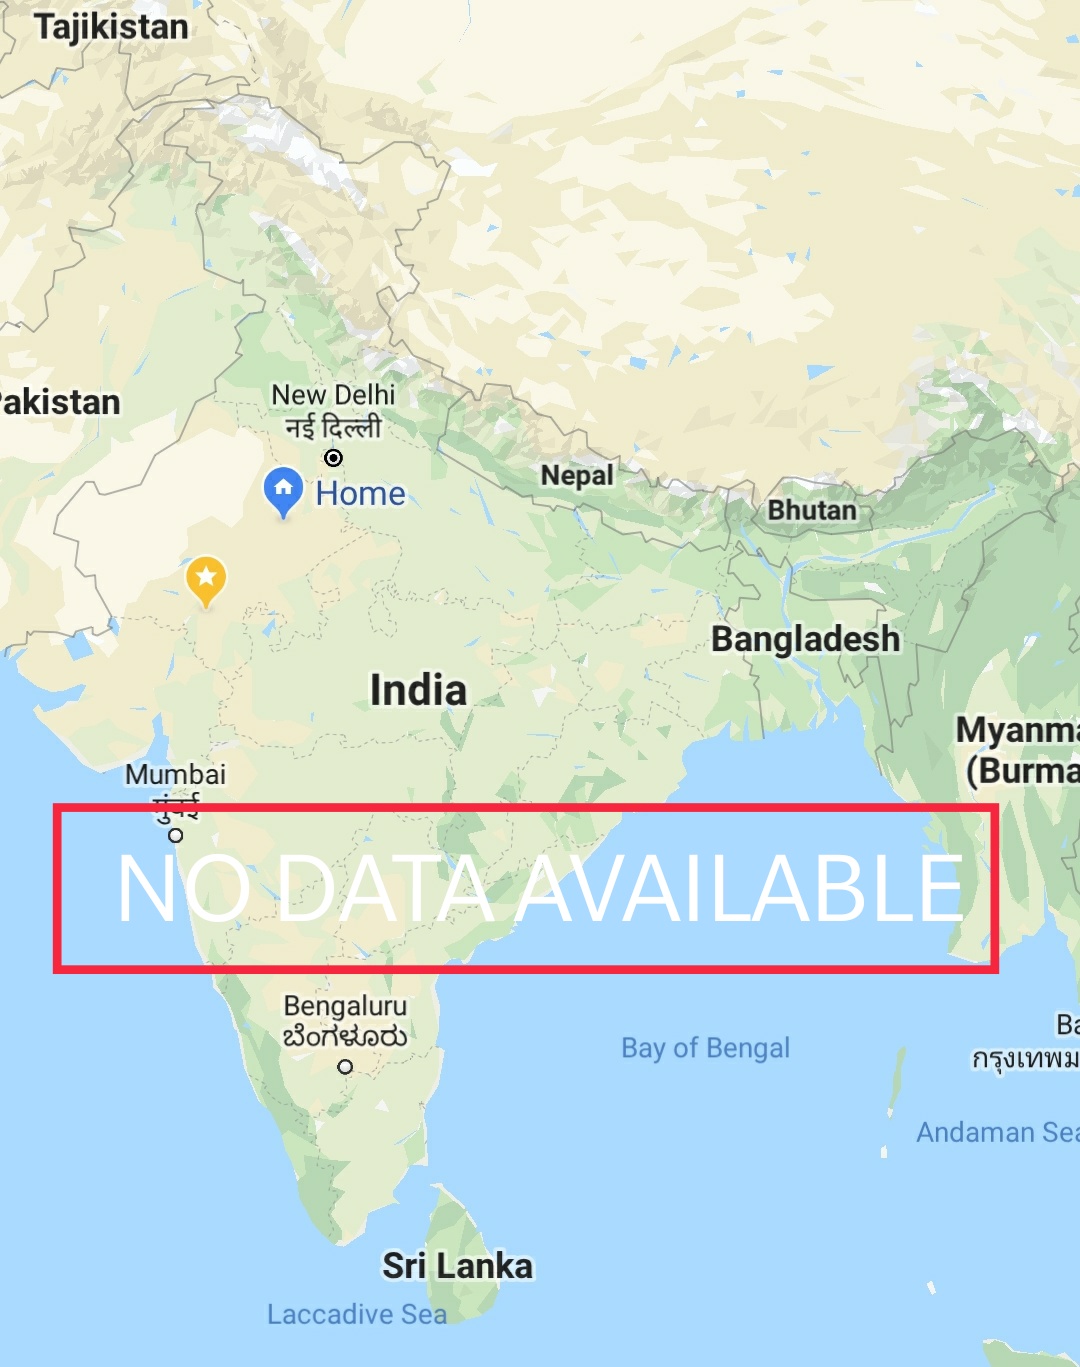 Tajikistan
Pakistan
New Delhi
नई दिल्ली
Home
Nepal
Bhutan
Bangladesh
India
Myanma
(Burma
Mumbai
मुंबई
NO DATA AVAILABLE
Bengaluru
ಬೆಂಗಳೂರು
Bay of Bengal
Ba
กรุงเทพม
Andaman Sea
Sri Lanka
Laccadive Sea